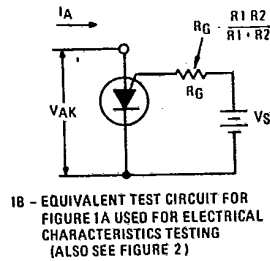 IA
RG · R1 R2
R1 + R2
VAK
RG
VS
1B – EQUIVALENT TEST CIRCUIT FOR
FIGURE 1A USED FOR ELECTRICAL
CHARACTERISTICS TESTING
(ALSO SEE FIGURE 2)